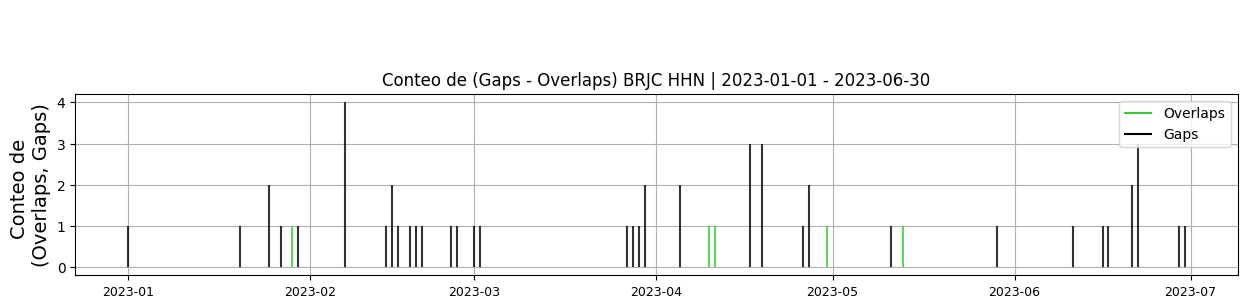 Conteo de (Gaps - Overlaps) BRJC HHN | 2023-01-01 - 2023-06-30
Conteo de
(Overlaps, Gaps)
4
3
2
1
0
Overlaps
Gaps
2023-01
2023-02
2023-03
2023-04
2023-05
2023-06
2023-07